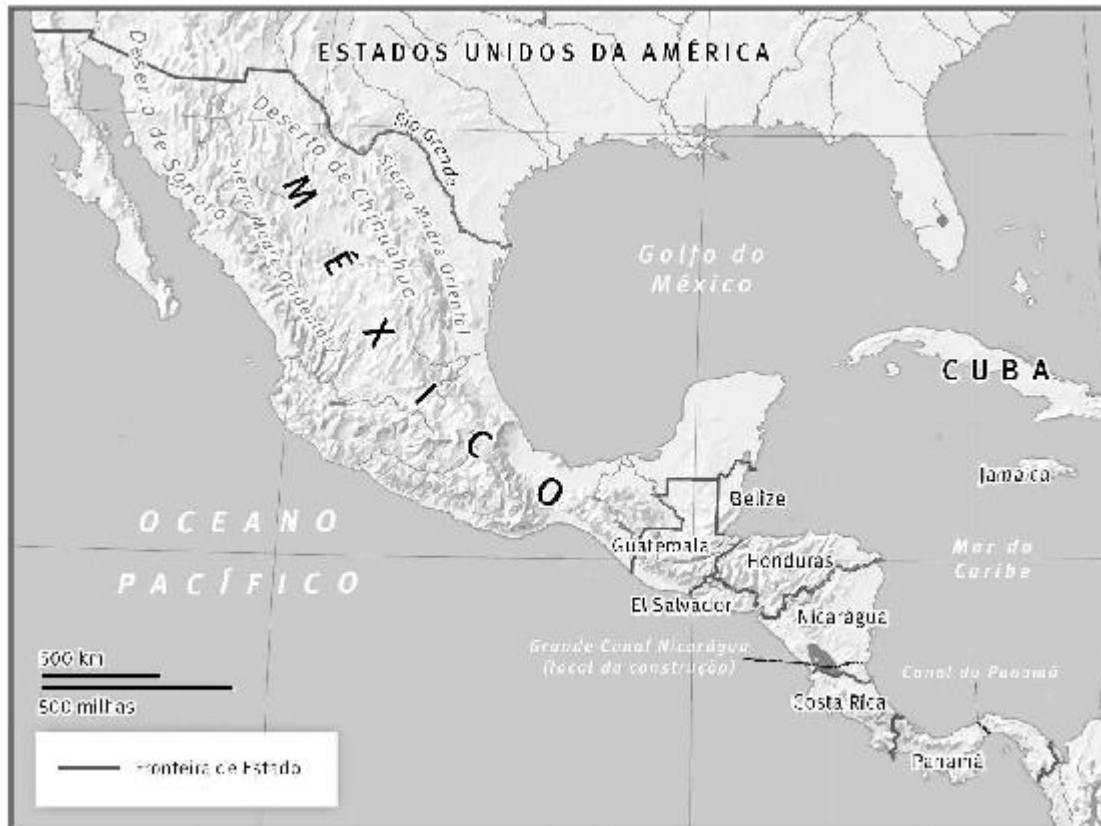 ESTADOS UNIDOS DA AMÉRICA
Deserto de Sonora
Deserto de Chihuahua
Rio Grande
Sierra Madre Ocidental
Sierra Madre Oriental
MÉXICO
Golfo do
México
CUBA
Jamaica
Belize
OCEANO
PACÍFICO
Guatemala
Honduras
Mar do
Caribe
El Salvador
Nicarágua
Grande Canal Nicarágua
(local da construção)
Canal do Panamá
500 km
500 milhas
Costa Rica
Panamá
Fronteira de Estado